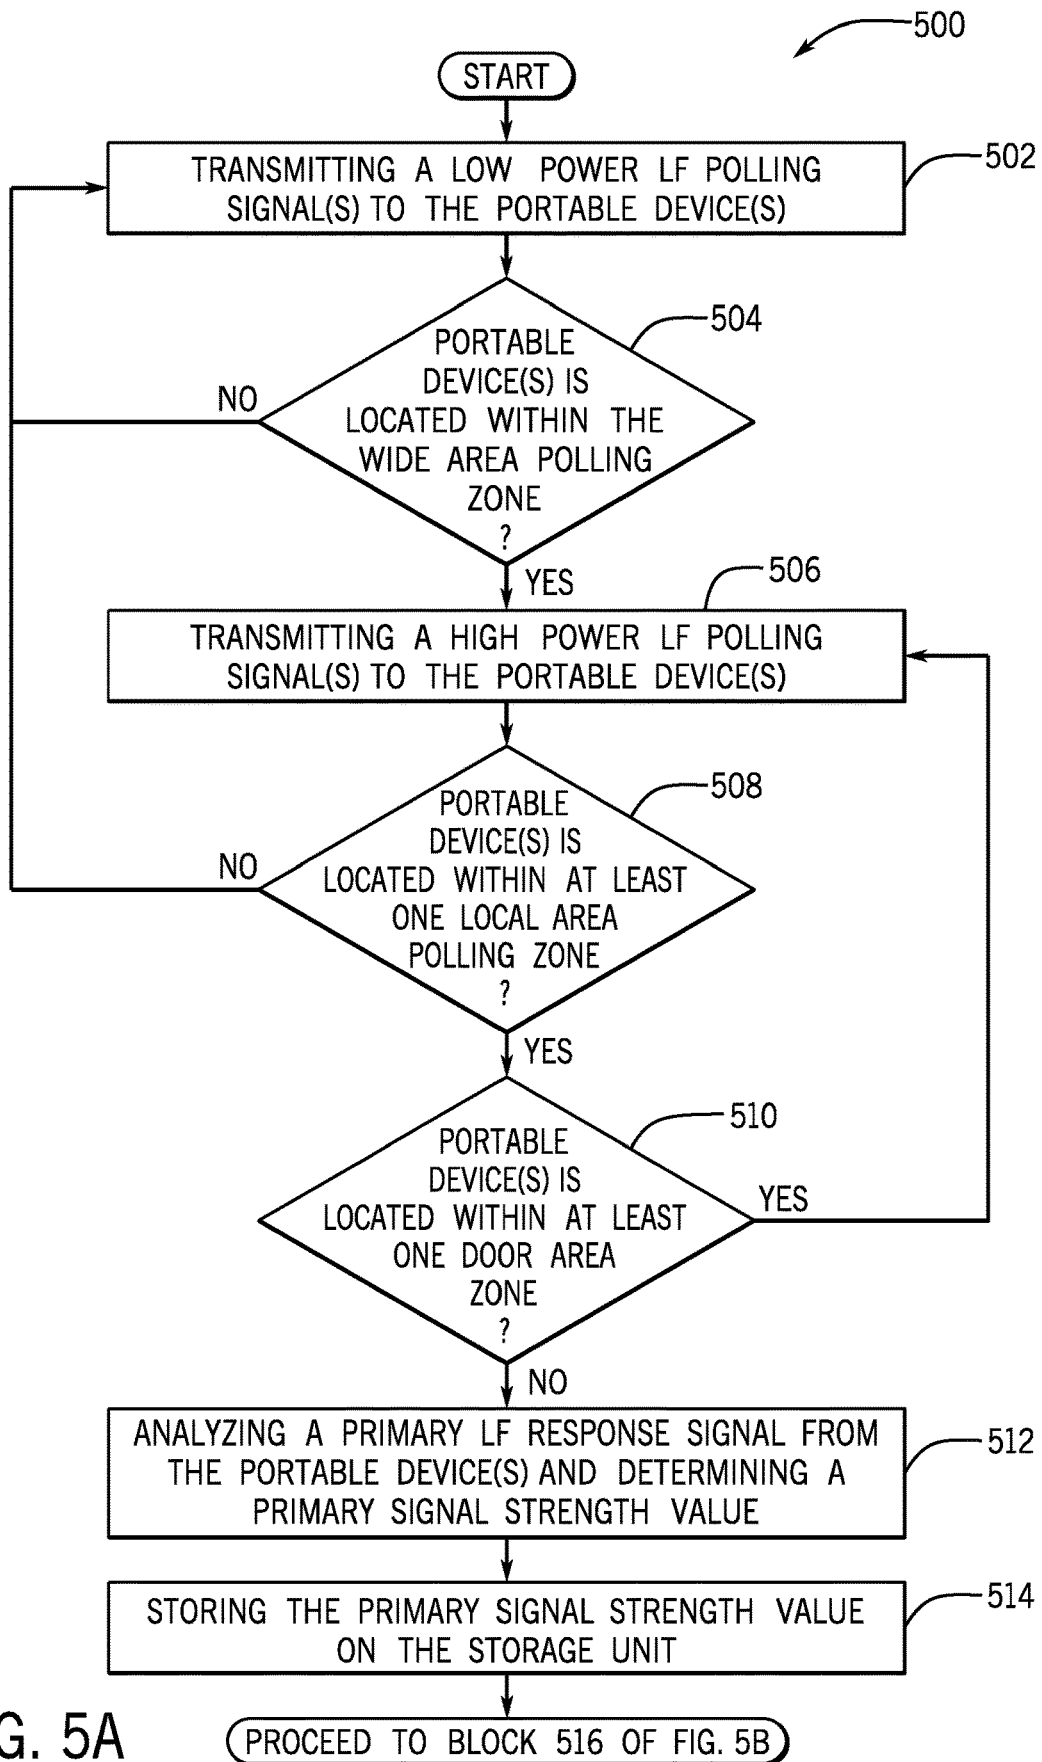 500
START
TRANSMITTING A LOW POWER LF POLLING
SIGNAL(S) TO THE PORTABLE DEVICE(S)
502
PORTABLE
DEVICE(S) IS
LOCATED WITHIN THE
WIDE AREA POLLING
ZONE
?
504
NO
YES
506
TRANSMITTING A HIGH POWER LF POLLING
SIGNAL(S) TO THE PORTABLE DEVICE(S)
PORTABLE
DEVICE(S) IS
LOCATED WITHIN AT LEAST
ONE LOCAL AREA
POLLING ZONE
?
508
NO
YES
PORTABLE
DEVICE(S) IS
LOCATED WITHIN AT LEAST
ONE DOOR AREA
ZONE
?
510
YES
NO
ANALYZING A PRIMARY LF RESPONSE SIGNAL FROM
THE PORTABLE DEVICE(S) AND DETERMINING A
PRIMARY SIGNAL STRENGTH VALUE
512
STORING THE PRIMARY SIGNAL STRENGTH VALUE
ON THE STORAGE UNIT
514
G. 5A
PROCEED TO BLOCK 516 OF FIG. 5B